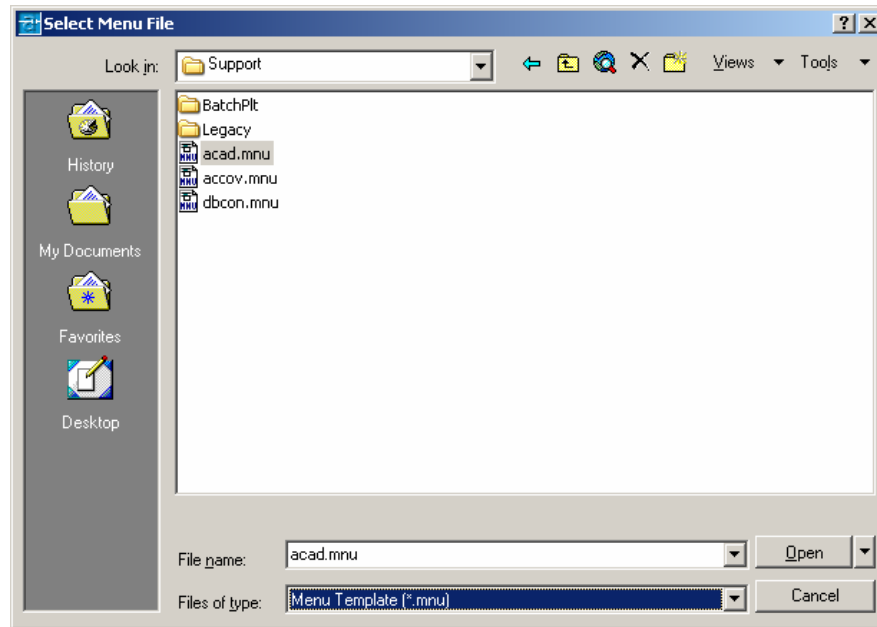 Select Menu File
Look in: Support Views Tools
BatchPlt
Legacy
acad.mnu
accov.mnu
dbcon.mnu
History
My Documents
Favorites
Desktop
File name: acad.mnu Open
Files of type: Menu Template (*.mnu) Cancel